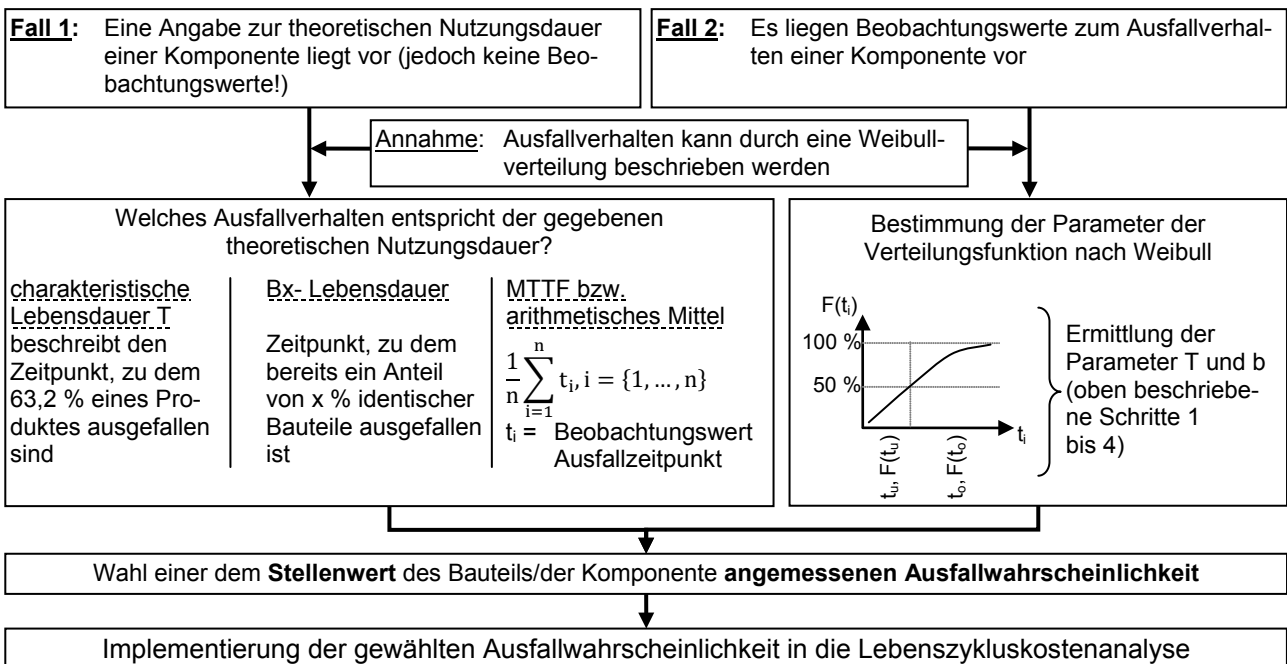 Fall 1: Eine Angabe zur theoretischen Nutzungsdauer
einer Komponente liegt vor (jedoch keine Beo-
bachtungswerte!)
Fall 2: Es liegen Beobachtungswerte zum Ausfallverhal-
ten einer Komponente vor
Annahme: Ausfallverhalten kann durch eine Weibull-
verteilung beschrieben werden
Welches Ausfallverhalten entspricht der gegebenen
theoretischen Nutzungsdauer?
charakteristische
Lebensdauer T
beschreibt den
Zeitpunkt, zu dem
63,2 % eines Pro-
duktes ausgefallen
sind
Bx- Lebensdauer
Zeitpunkt, zu dem
bereits ein Anteil
von x % identischer
Bauteile ausgefallen
ist
MTTF bzw.
arithmetisches Mittel
1/n ∑_{i=1}^{n} t_i, i = {1, … , n}
t_i = Beobachtungswert
Ausfallzeitpunkt
Bestimmung der Parameter der
Verteilungsfunktion nach Weibull
F(t_i)
100 %
50 %
t_i
t_u, F(t_u)
t_o, F(t_o)
Ermittlung der
Parameter T und b
(oben beschriebe-
ne Schritte 1
bis 4)
Wahl einer dem Stellenwert des Bauteils/der Komponente angemessenen Ausfallwahrscheinlichkeit
Implementierung der gewählten Ausfallwahrscheinlichkeit in die Lebenszykluskostenanalyse